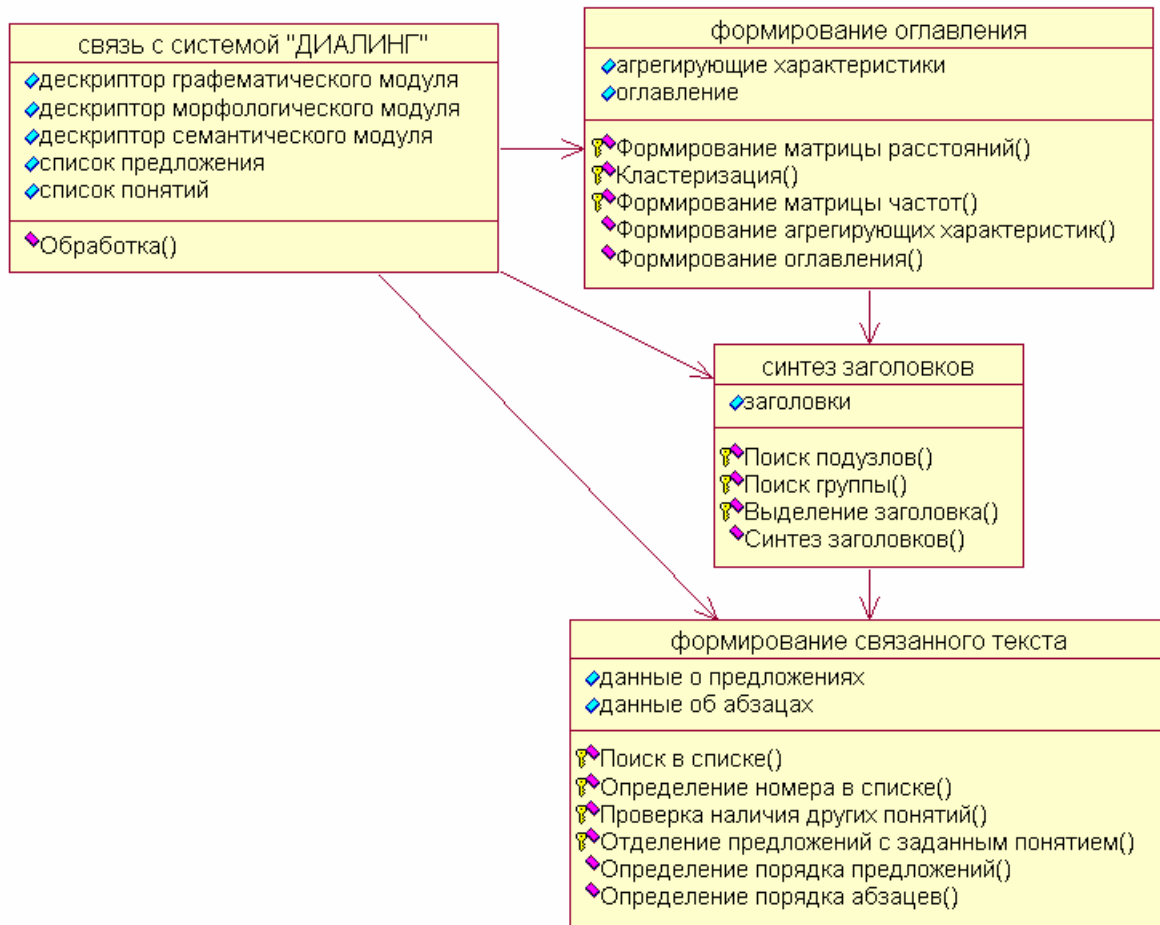 связь с системой "ДИАЛИНГ"
дескриптор графематического модуля
дескриптор морфологического модуля
дескриптор семантического модуля
список предложения
список понятий
Обработка()
формирование оглавления
агрегирующие характеристики
оглавление
Формирование матрицы расстояний()
Кластеризация()
Формирование матрицы частот()
Формирование агрегирующих характеристик()
Формирование оглавления()
синтез заголовков
заголовки
Поиск подузлов()
Поиск группы()
Выделение заголовка()
Синтез заголовков()
формирование связанного текста
данные о предложениях
данные об абзацах
Поиск в списке()
Определение номера в списке()
Проверка наличия других понятий()
Отделение предложений с заданным понятием()
Определение порядка предложений()
Определение порядка абзацев()